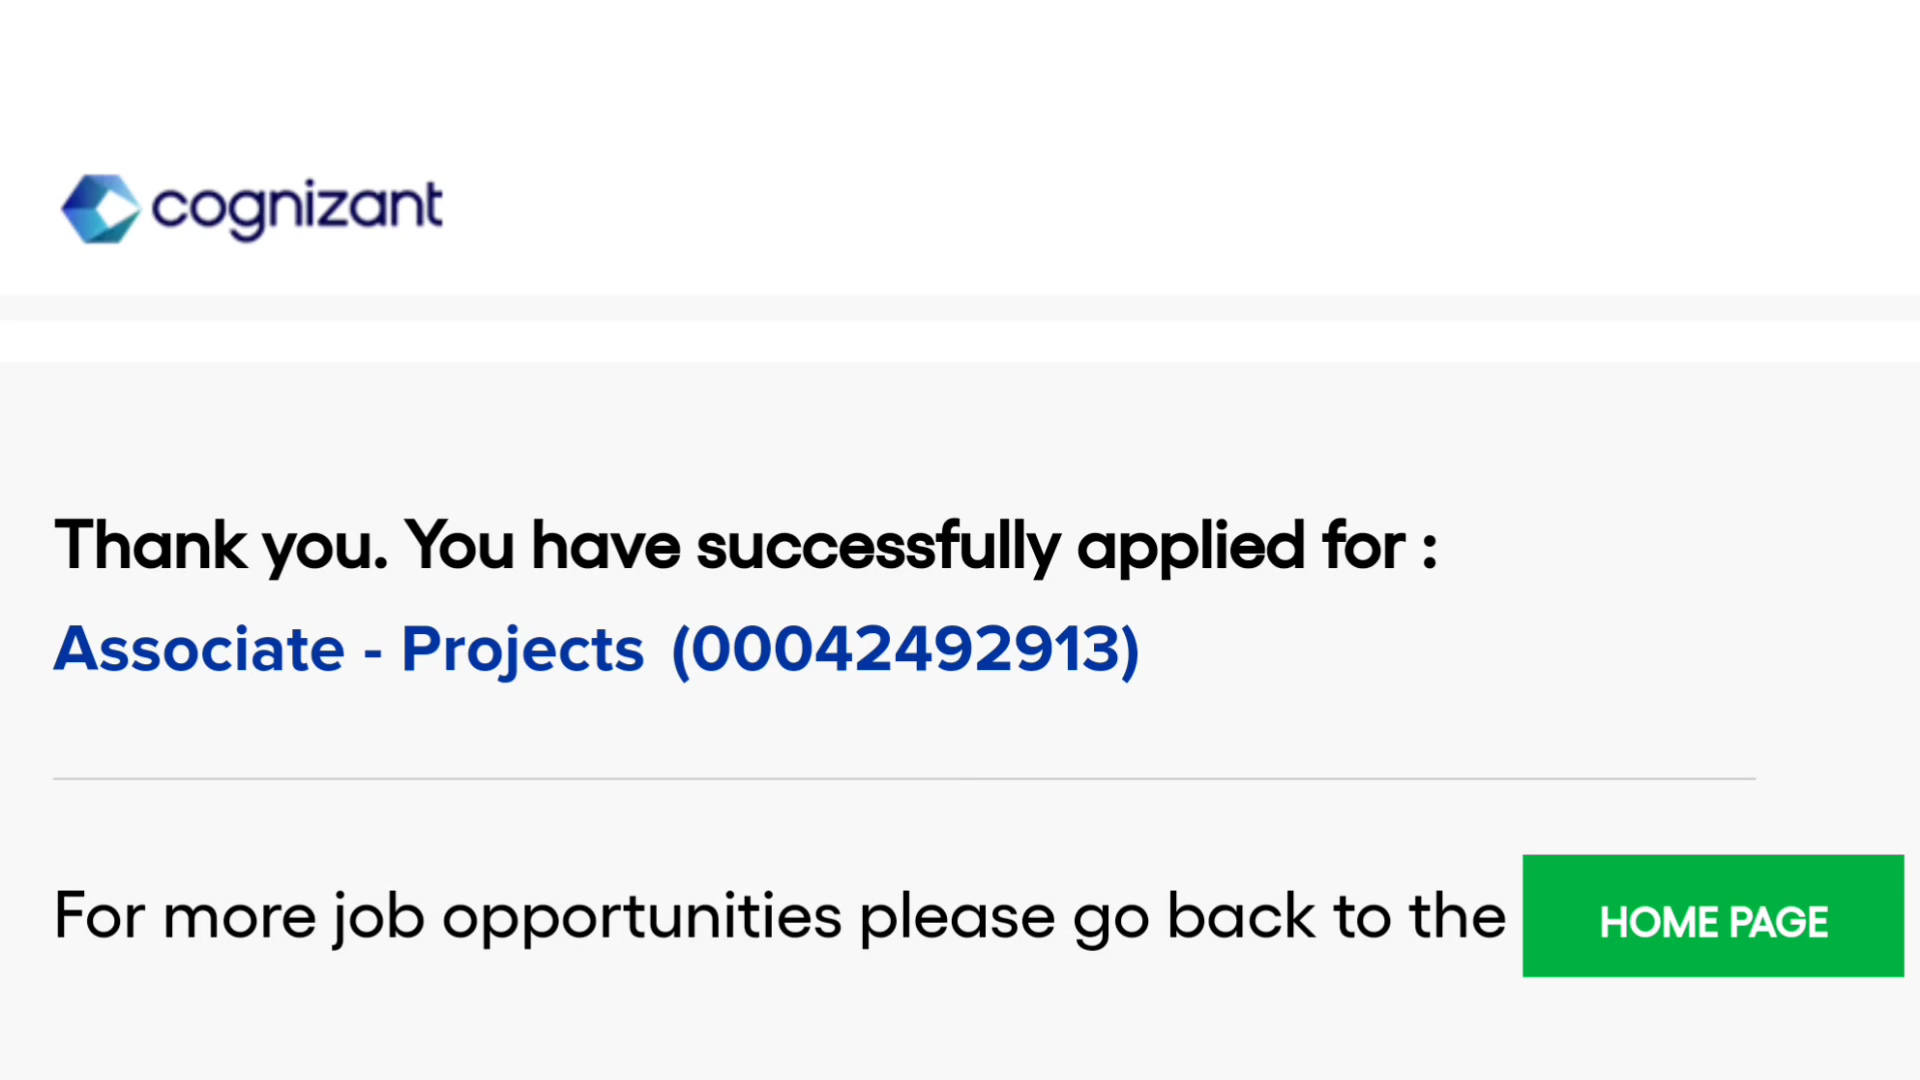 cognizant
Thank you. You have successfully applied for :
Associate - Projects (00042492913)
For more job opportunities please go back to the HOME PAGE